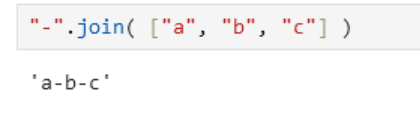 "-".join( ["a", "b", "c"] )
'a-b-c'